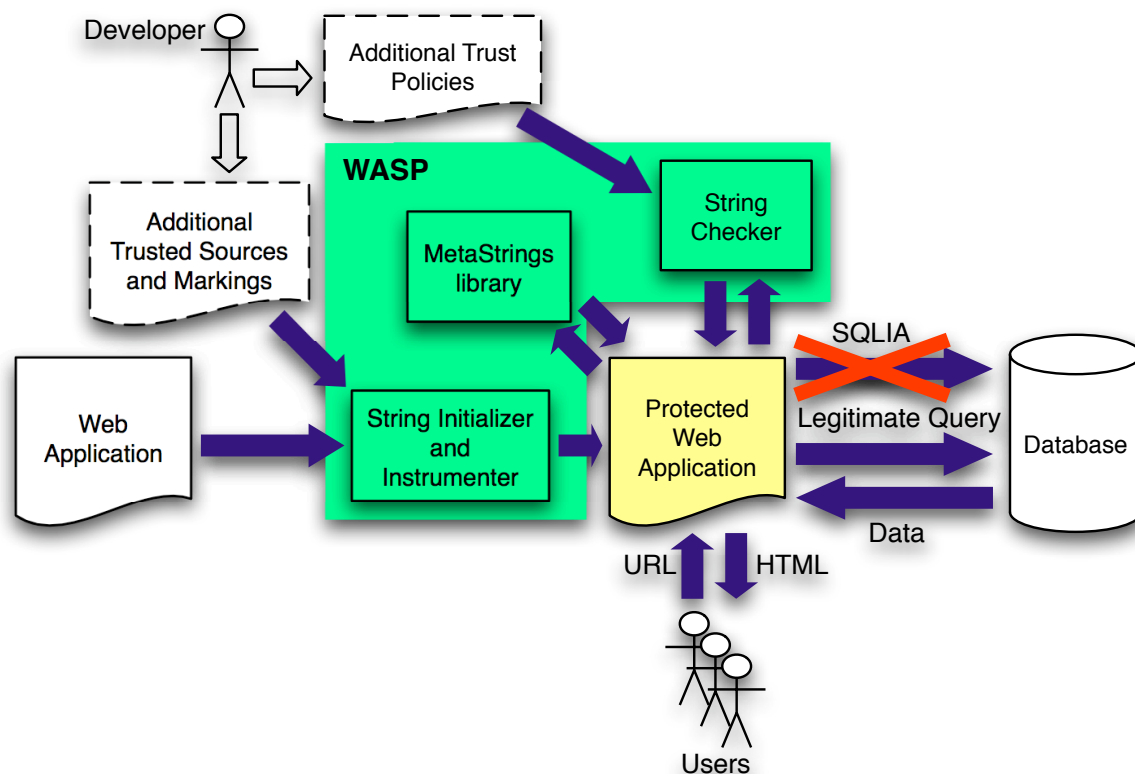 Developer
Additional Trust
Policies
WASP
String
Checker
Additional
Trusted Sources
and Markings
MetaStrings
library
SQLIA
Web
Application
String Initializer
and
Instrumenter
Protected
Web
Application
Legitimate Query
Database
Data
URL
HTML
Users